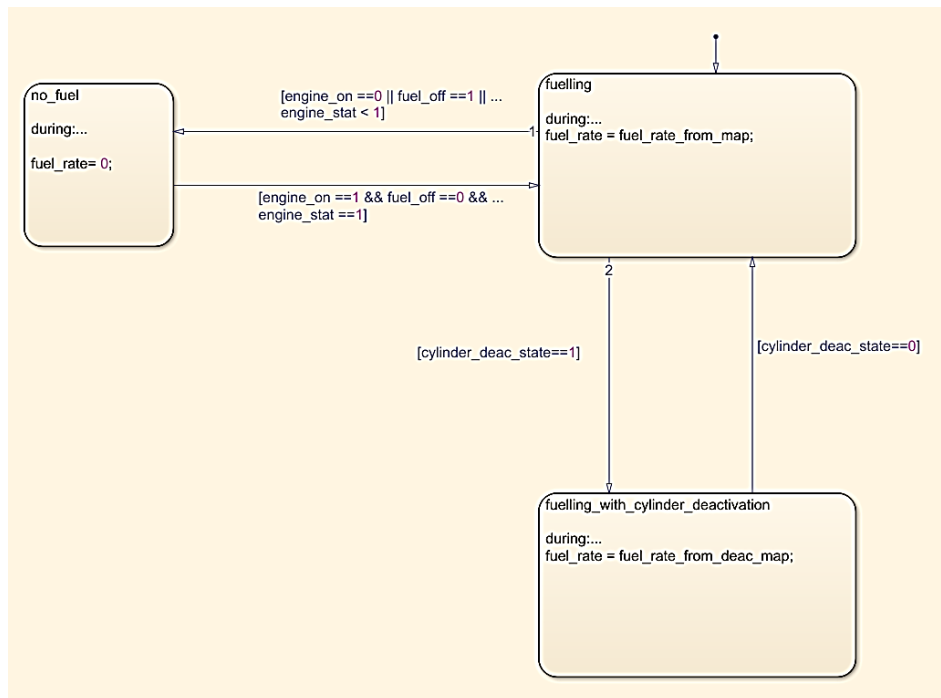 no_fuel
during:...
fuel_rate= 0;
[engine_on ==0 || fuel_off ==1 || ...
engine_stat < 1]
1
[engine_on ==1 && fuel_off ==0 && ...
engine_stat ==1]
fuelling
during:...
fuel_rate = fuel_rate_from_map;
2
[cylinder_deac_state==1]
[cylinder_deac_state==0]
fuelling_with_cylinder_deactivation
during:...
fuel_rate = fuel_rate_from_deac_map;